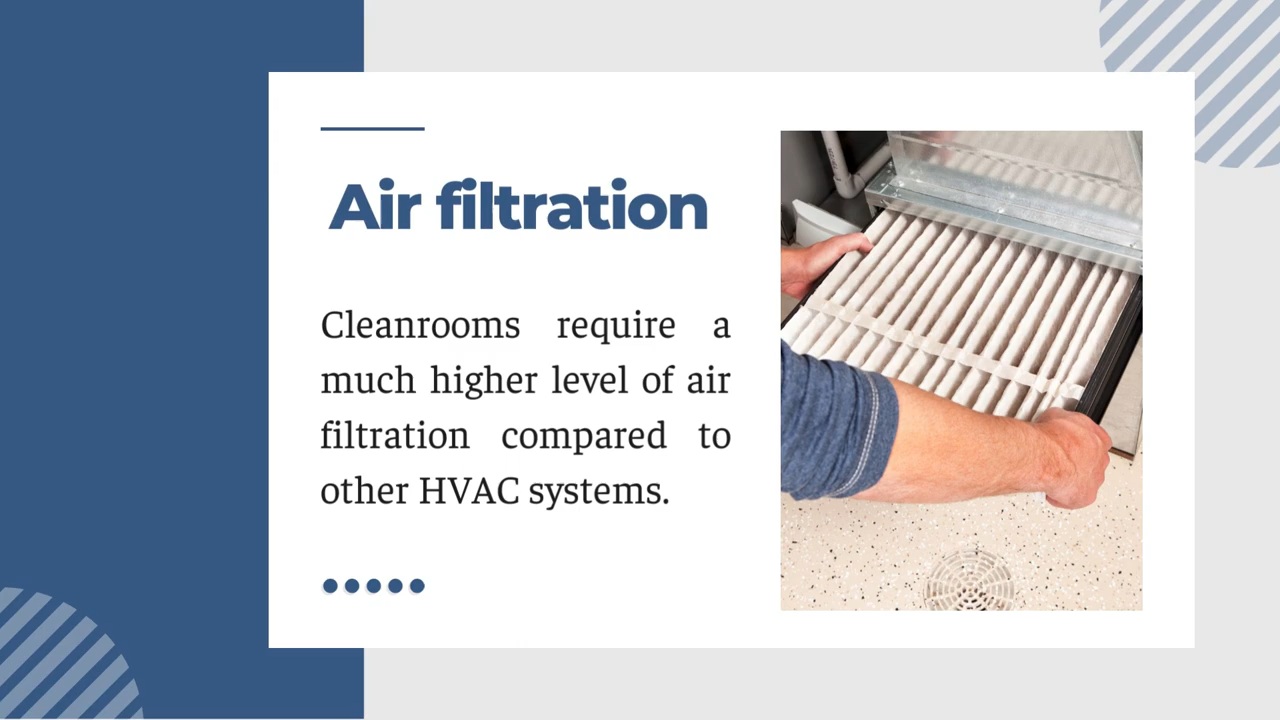 Air filtration
Cleanrooms require a
much higher level of air
filtration compared to
other HVAC systems.